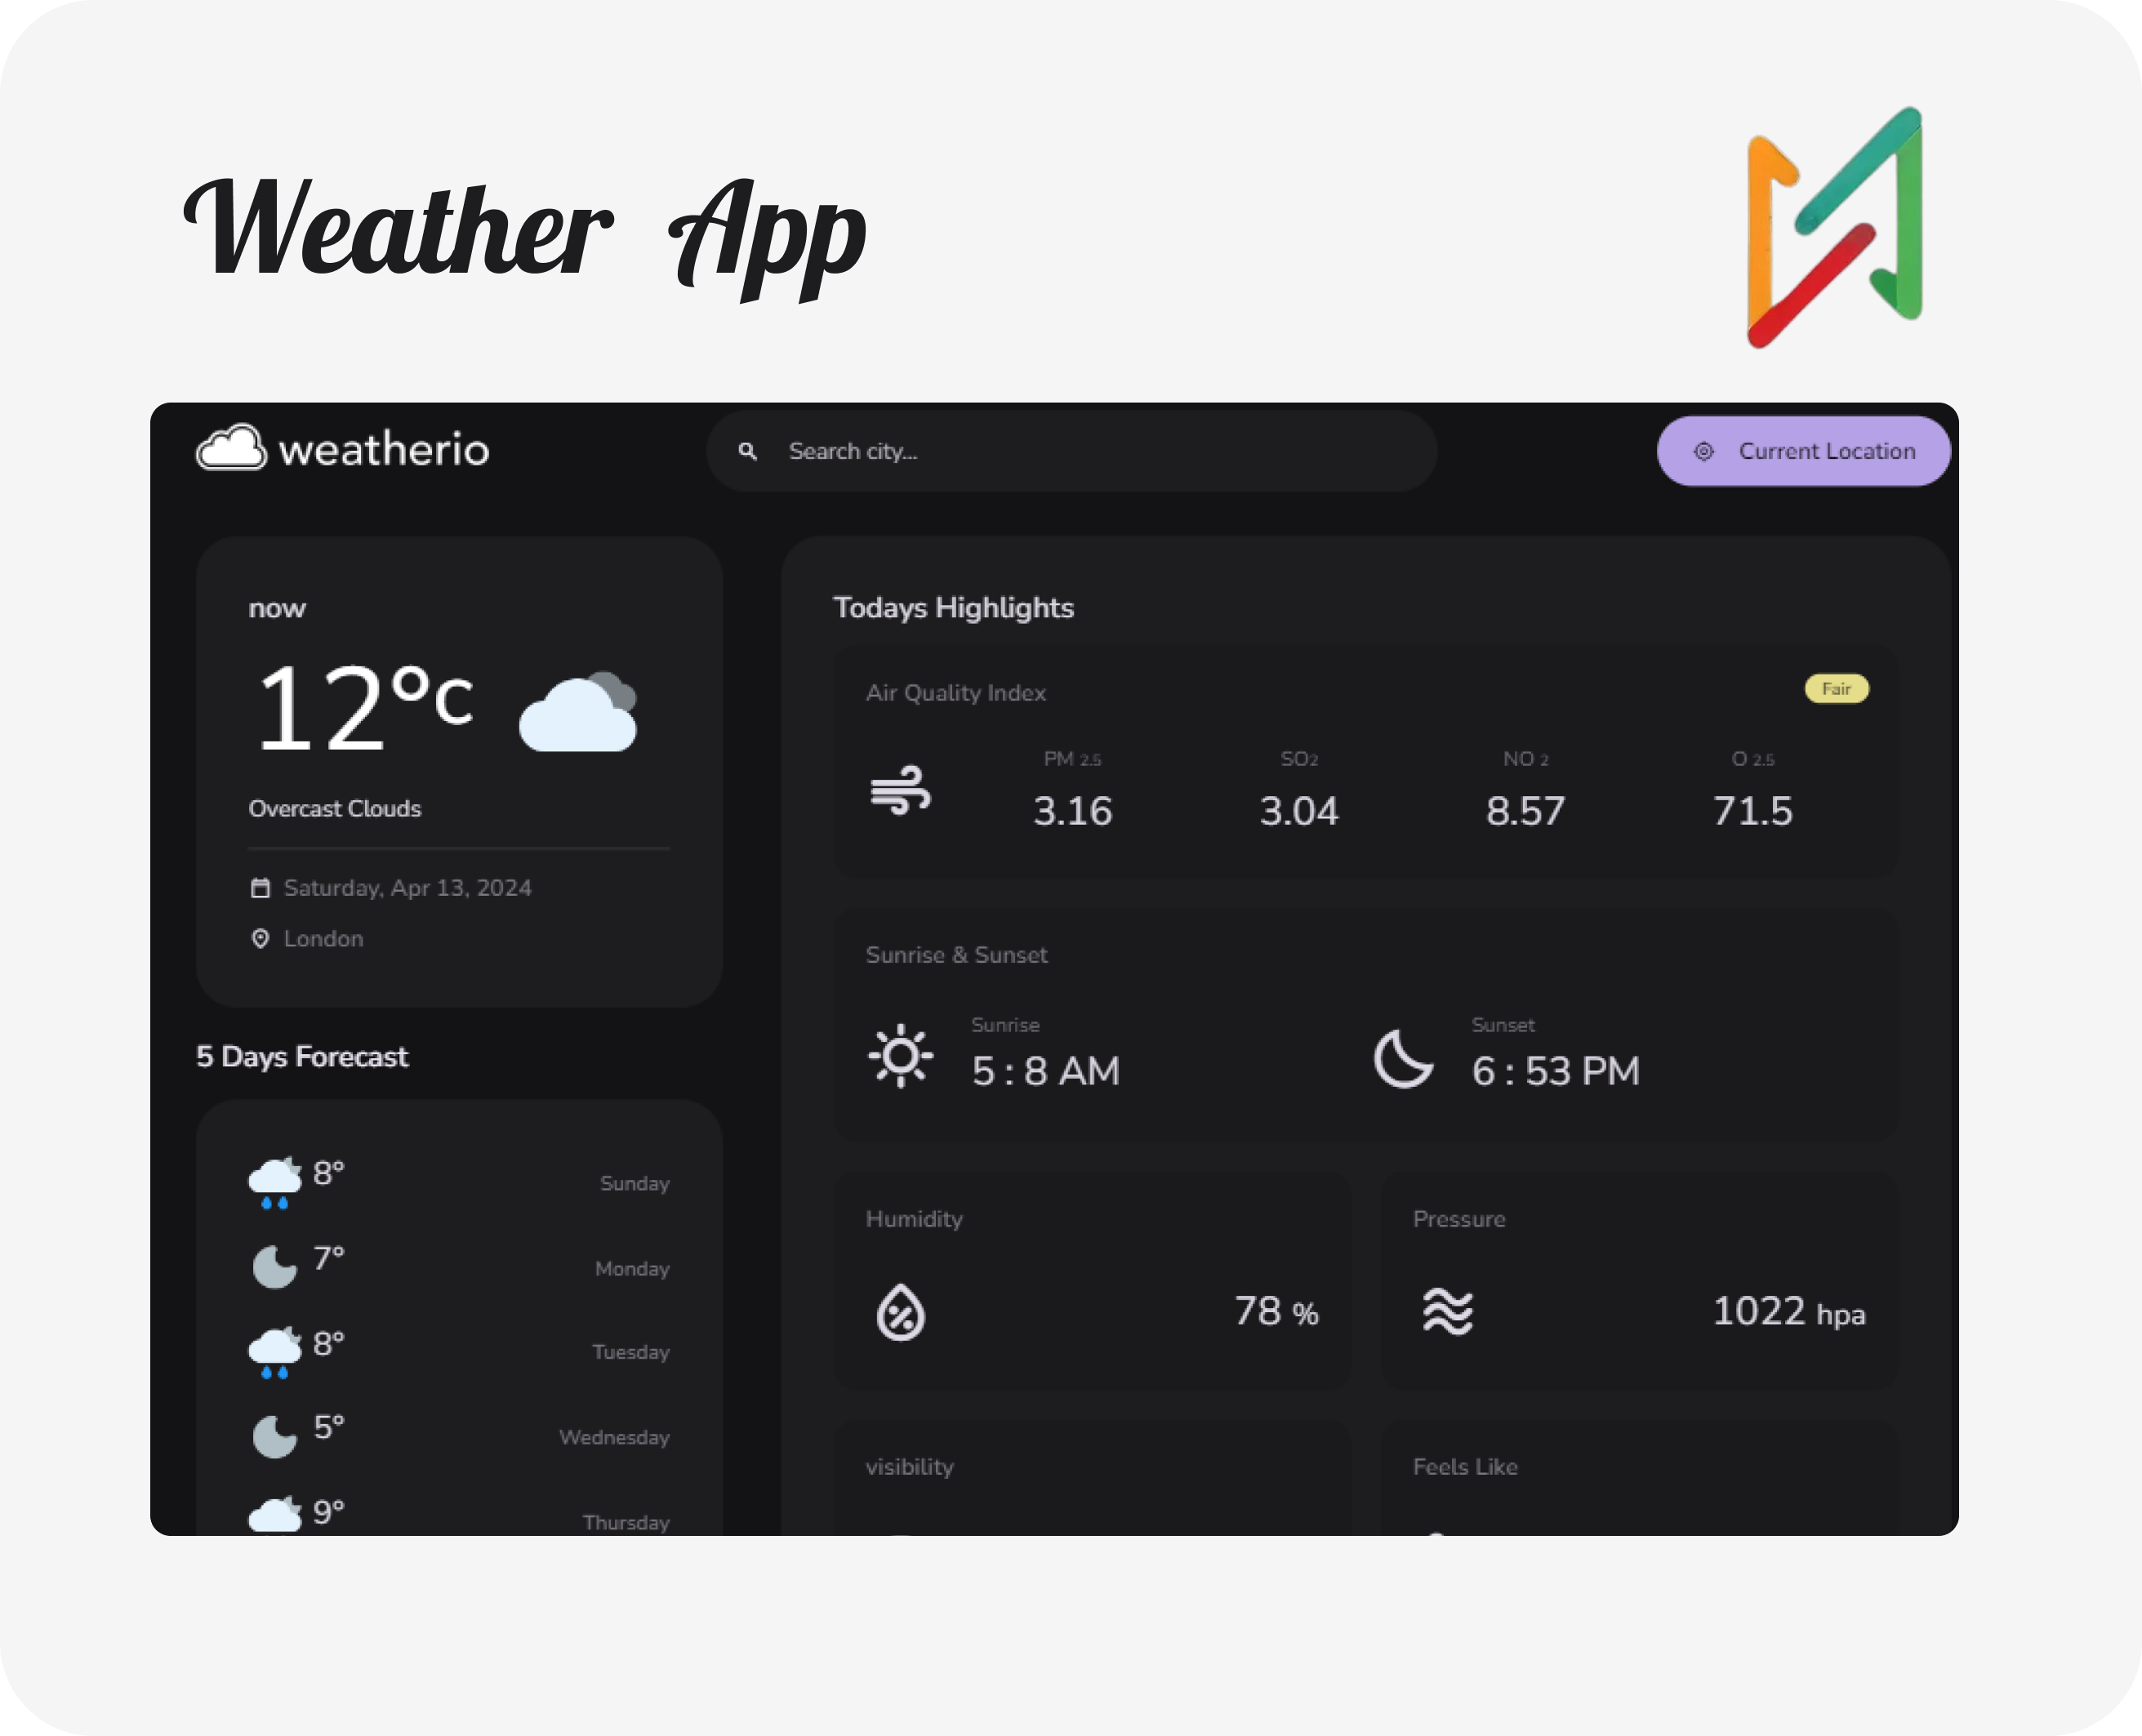 Weather App
weatherio
Search city...
Current Location
now
12°c
Overcast Clouds
Saturday, Apr 13, 2024
London
5 Days Forecast
8° Sunday
7° Monday
8° Tuesday
5° Wednesday
9° Thursday
Todays Highlights
Air Quality Index
Fair
PM 2.5 SO2 NO 2 O 2.5
3.16 3.04 8.57 71.5
Sunrise & Sunset
Sunrise
5 : 8 AM
Sunset
6 : 53 PM
Humidity
78 %
Pressure
1022 hpa
visibility
Feels Like